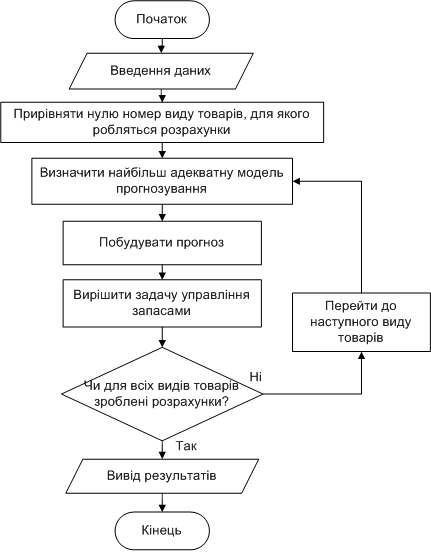 Початок
Введення даних
Прирівняти нулю номер виду товарів, для якого
робляться розрахунки
Визначити найбільш адекватну модель
прогнозування
Побудувати прогноз
Вирішити задачу управління
запасами
Перейти до
наступного виду
товарів
Чи для всіх видів товарів
зроблені розрахунки?
Ні
Так
Вивід результатів
Кінець